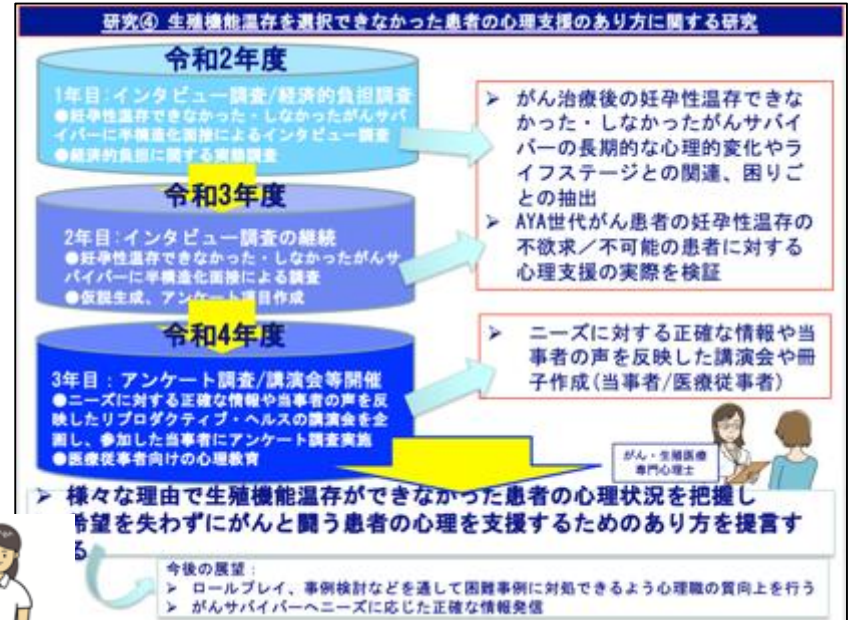 研究④ 生殖機能温存を選択できなかった患者の心理支援のあり方に関する研究
令和2年度
1年目:インタビュー調査/経済的負担調査
●妊孕性温存できなかった・しなかったがんサバ
イバーに半構造化面接によるインタビュー調査
●経済的負担に関する実態調査
➢ がん治療後の妊孕性温存できな
かった・しなかったがんサバイ
バーの長期的な心理的変化やラ
イフステージとの関連、困りご
との抽出
➢ AYA世代がん患者の妊孕性温存の
不欲求/不可能の患者に対する
心理支援の実際を検証
令和3年度
2年目:インタビュー調査の継続
●妊孕性温存できなかった・しなかったがんサ
バイバーに半構造化面接による調査
●仮説生成、アンケート項目作成
令和4年度
3年目:アンケート調査/講演会等開催
●ニーズに対する正確な情報や当事者の声を反
映したリプロダクティブ・ヘルスの講演会を企
画し、参加した当事者にアンケート調査実施
●医療従事者向けの心理教育
➢ ニーズに対する正確な情報や当
事者の声を反映した講演会や冊
子作成(当事者/医療従事者)
がん・生殖医療
専門心理士
➢ 様々な理由で生殖機能温存ができなかった患者の心理状況を把握し
希望を失わずにがんと闘う患者の心理を支援するためのあり方を提言す
る
今後の展望:
➢ ロールプレイ、事例検討などを通して困難事例に対処できるよう心理職の質向上を行う
➢ がんサバイバーへニーズに応じた正確な情報発信